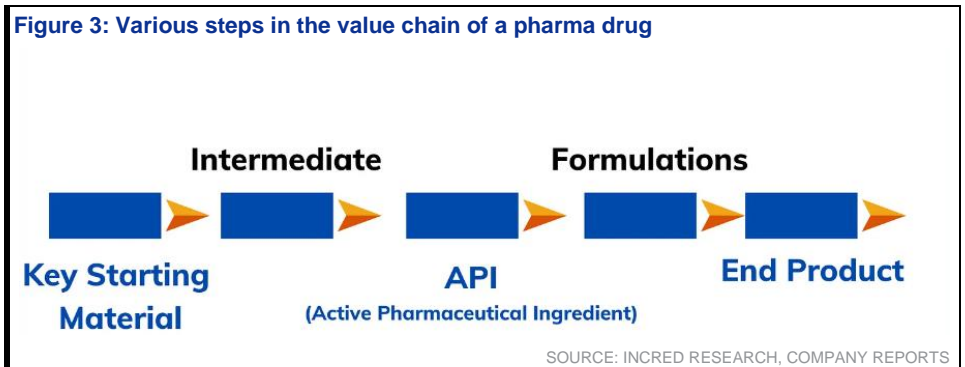 Figure 3: Various steps in the value chain of a pharma drug
Intermediate
Formulations
Key Starting
Material
API
(Active Pharmaceutical Ingredient)
End Product
SOURCE: INCRED RESEARCH, COMPANY REPORTS